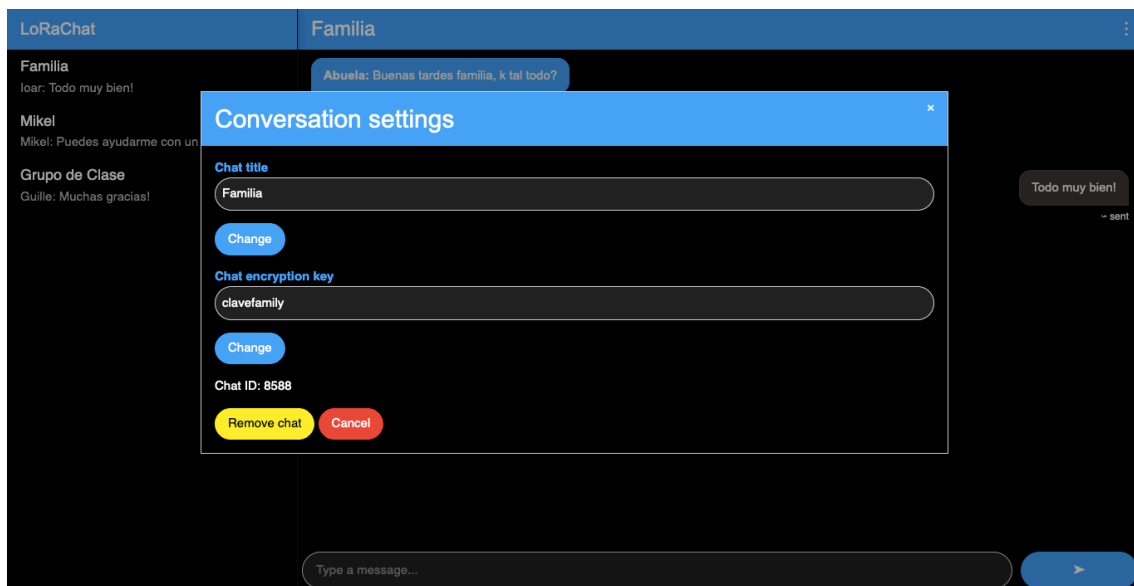 LoRaChat
Familia
Familia
Ioar: Todo muy bien!
Mikel
Mikel: Puedes ayudarme con un
Grupo de Clase
Guille: Muchas gracias!
Abuela: Buenas tardes familia, k tal todo?
Todo muy bien!
sent
Conversation settings
×
Chat title
Familia
Change
Chat encryption key
clavefamily
Change
Chat ID: 8588
Remove chat Cancel
Type a message...